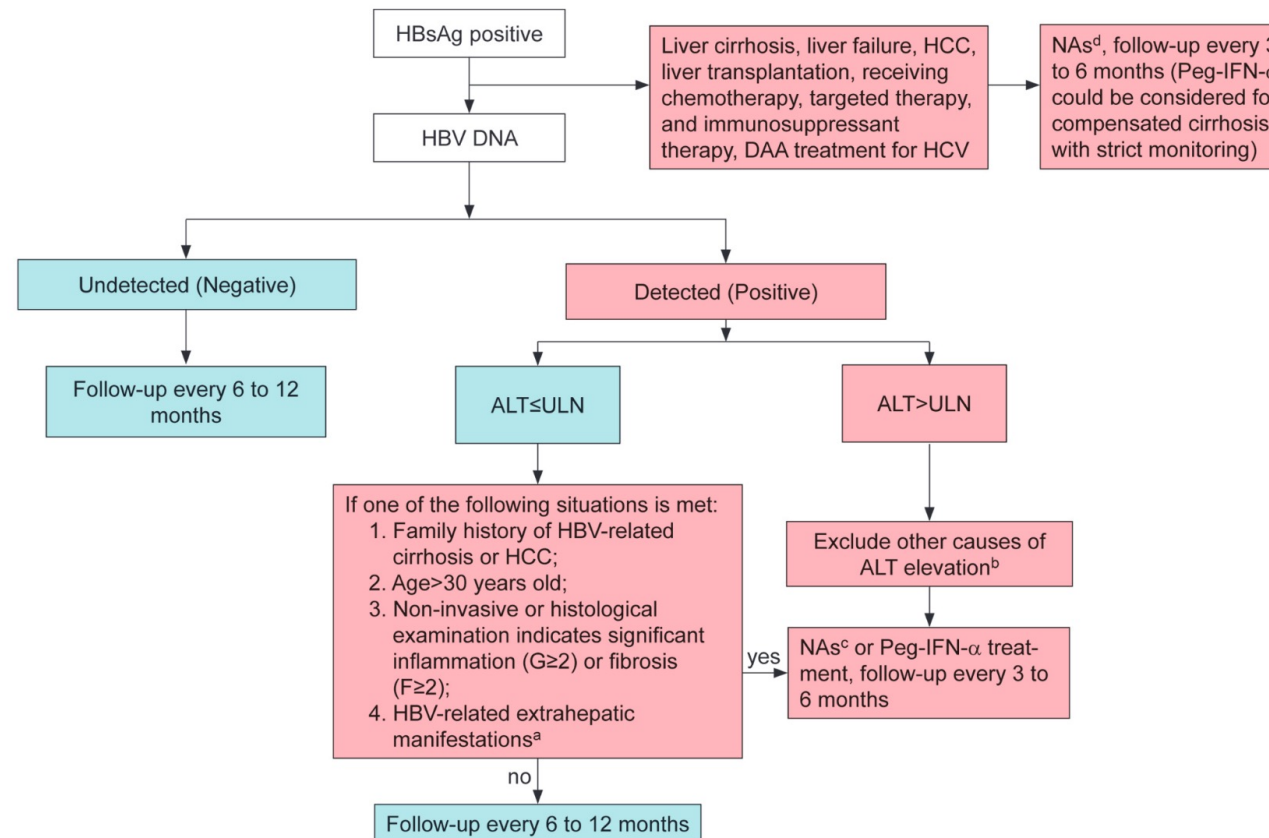 HBsAg positive
Liver cirrhosis, liver failure, HCC,
liver transplantation, receiving
chemotherapy, targeted therapy,
and immunosuppressant
therapy, DAA treatment for HCV
NAsᵈ, follow-up every 3
to 6 months (Peg-IFN-α
could be considered fo
compensated cirrhosis
with strict monitoring)
HBV DNA
Undetected (Negative)
Detected (Positive)
Follow-up every 6 to 12
months
ALT≤ULN
ALT>ULN
If one of the following situations is met:
1. Family history of HBV-related
cirrhosis or HCC;
2. Age>30 years old;
3. Non-invasive or histological
examination indicates significant
inflammation (G≥2) or fibrosis
(F≥2);
4. HBV-related extrahepatic
manifestationsᵃ
Exclude other causes of
ALT elevationᵇ
yes
NAsᶜ or Peg-IFN-α treat-
ment, follow-up every 3 to
6 months
no
Follow-up every 6 to 12 months